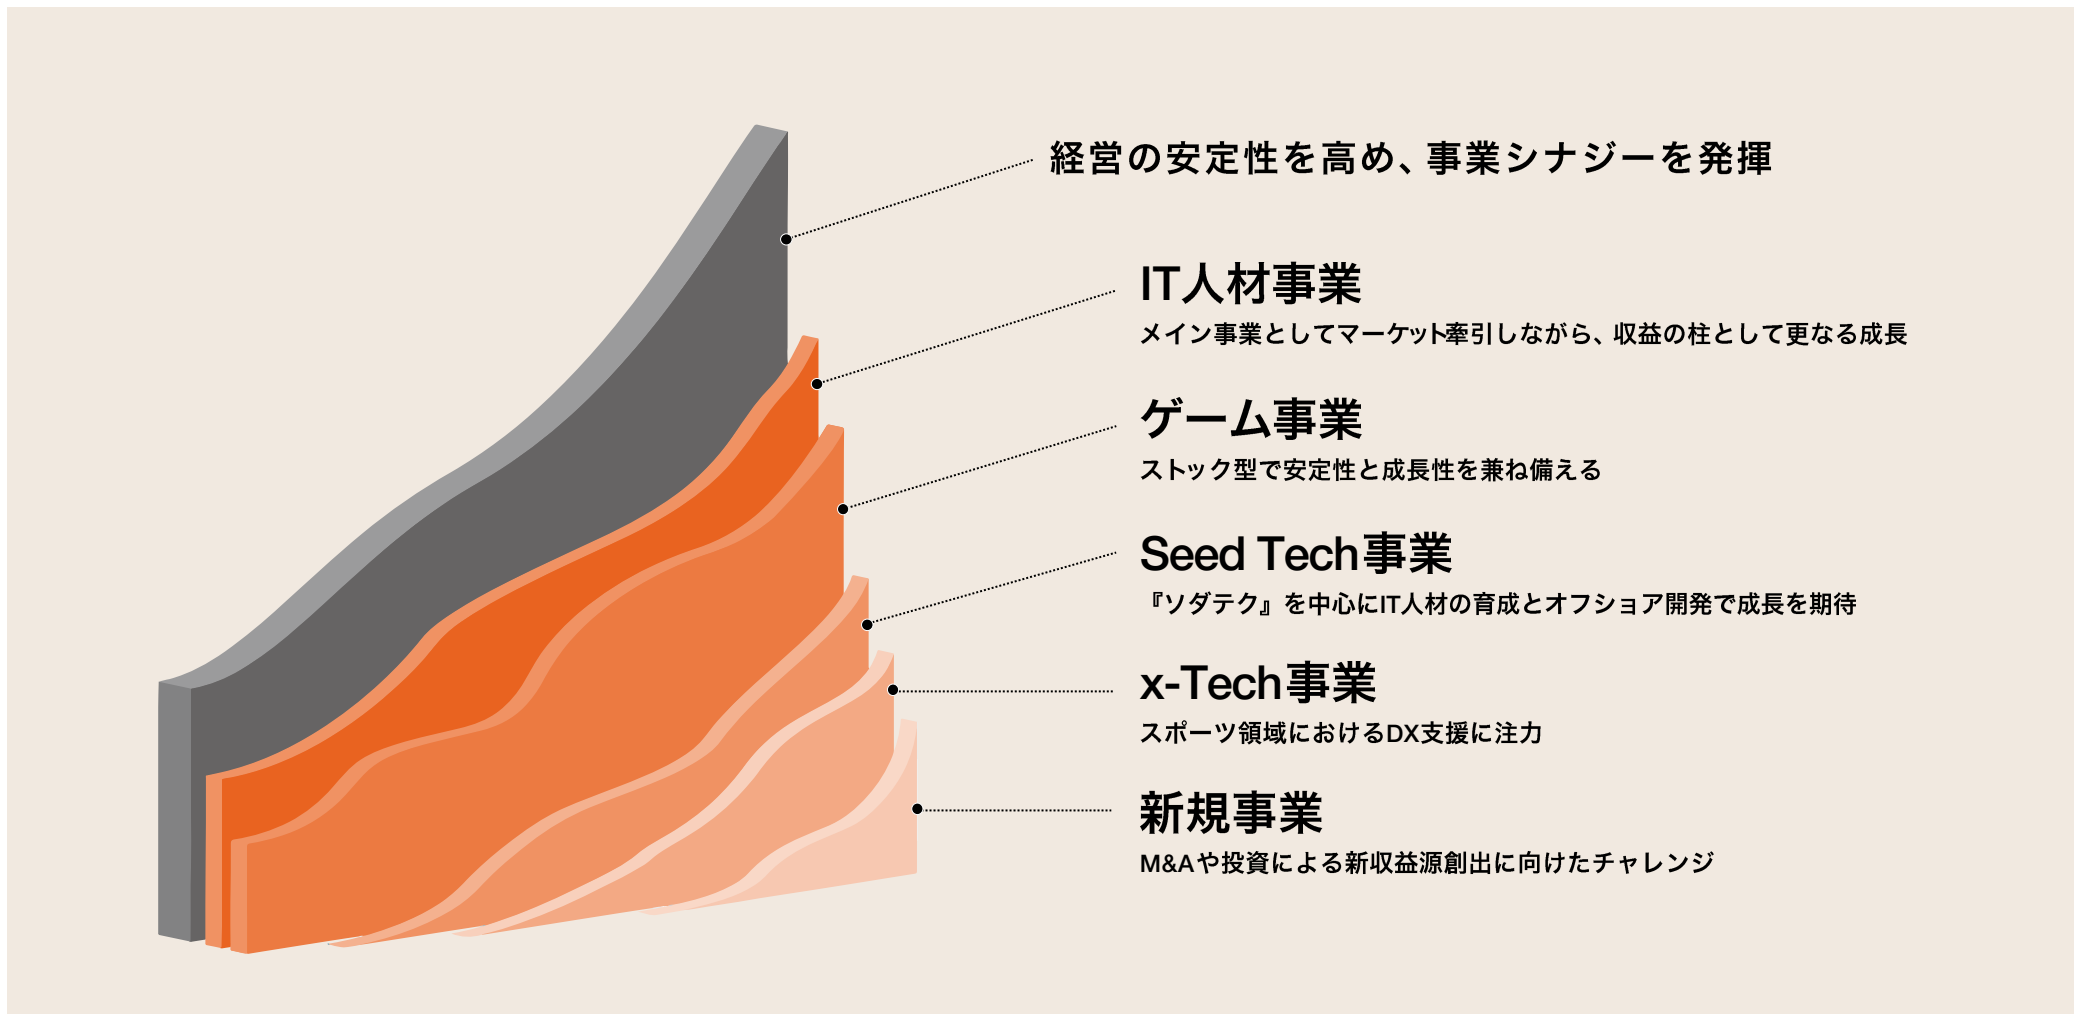 経営の安定性を高め、事業シナジーを発揮
IT人材事業
メイン事業としてマーケット牽引しながら、収益の柱として更なる成長
ゲーム事業
ストック型で安定性と成長性を兼ね備える
Seed Tech事業
『ソダテク』を中心にIT人材の育成とオフショア開発で成長を期待
x-Tech事業
スポーツ領域におけるDX支援に注力
新規事業
M&Aや投資による新収益源創出に向けたチャレンジ